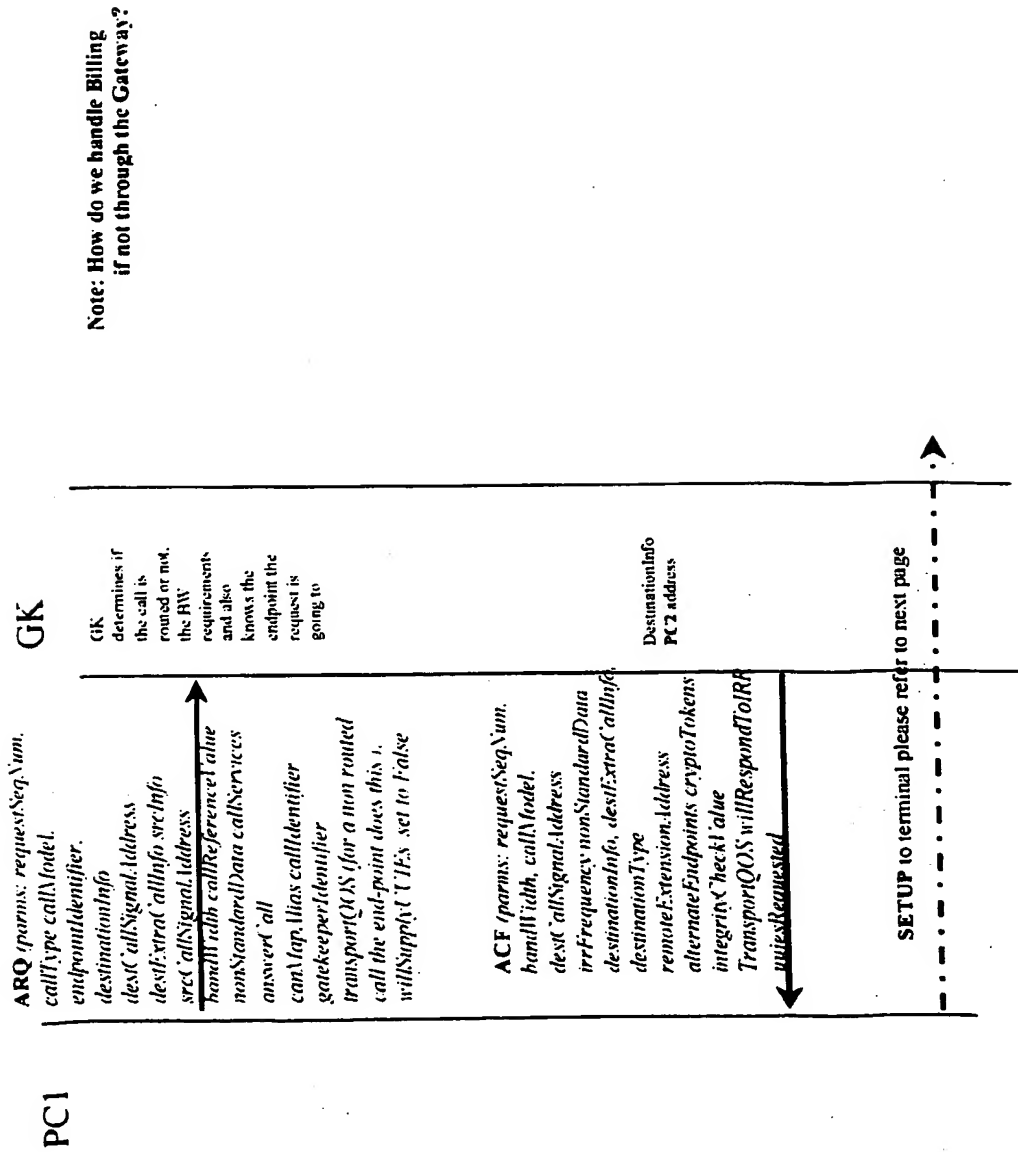 PC1
GK
Note: How do we handle Billing
if not through the Gateway?
ARQ (parms: requestSeqNum,
callType callModel,
endpointIdentifier,
destinationInfo
destCallSignalAddress
destExtraCallInfo srcInfo
srcCallSignalAddress
bandWidth callReferenceValue
nonStandardData callServices
answerCall
canMapAlias callIdentifier
gatekeeperIdentifier
transportQOS (for a non routed
call the end-point does this ),
willSupplyUUIEs set to False
GK
determines if
the call is
routed or not,
the BW
requirements
and also
knows the
endpoint the
request is
going to
ACF (parms: requestSeqNum,
bandWidth, callModel,
destCallSignalAddress
irrFrequency nonStandardData
destinationInfo, destExtraCallInfo,
destinationType
remoteExtensionAddress
alternateEndpoints cryptoTokens
integrityCheckValue
TransportQOS willRespondToIRR
uuiesRequested
DestinationInfo
PC2 address
SETUP to terminal please refer to next page